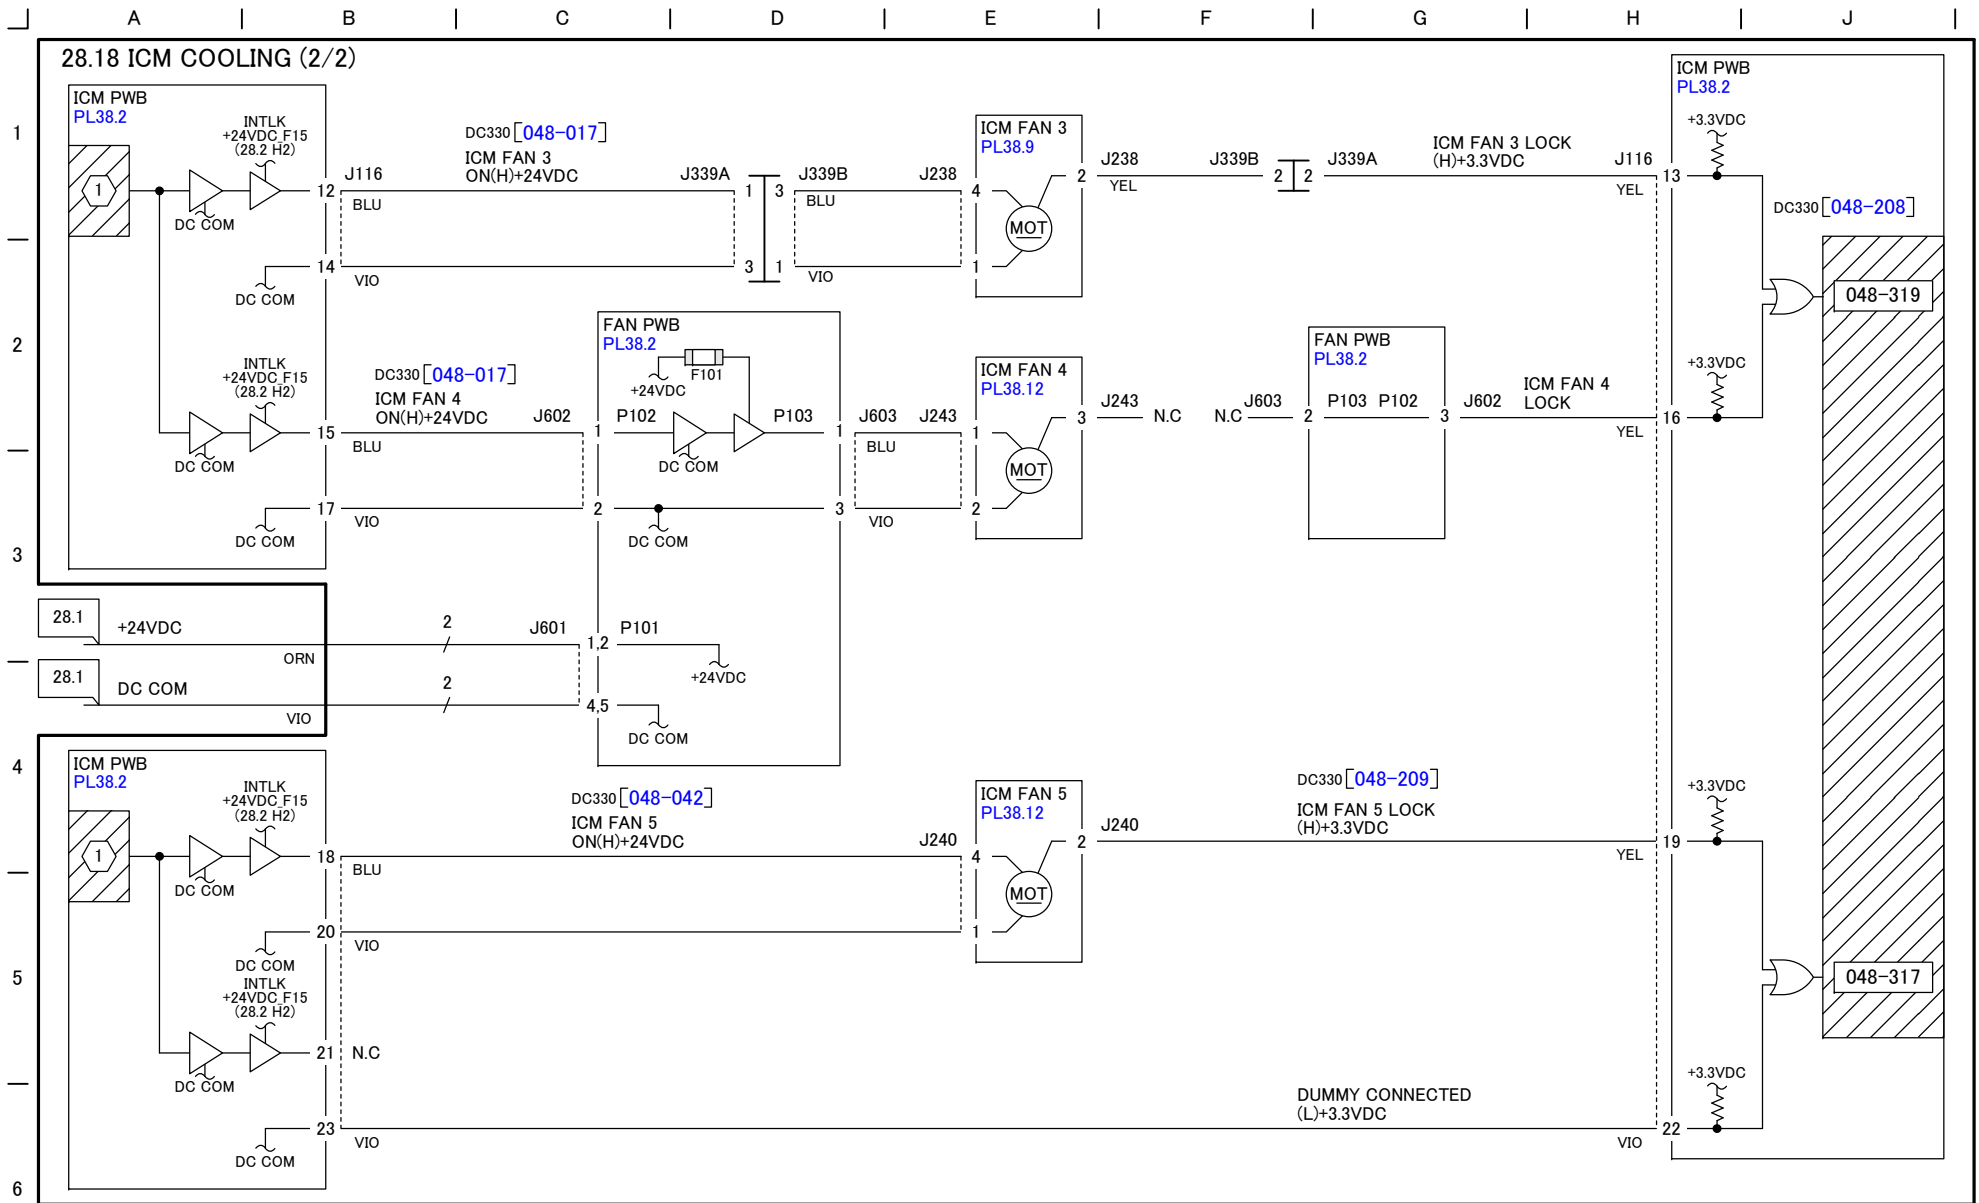 A B C D E F G H J
28.18 ICM COOLING (2/2)
1
ICM PWB
PL38.2
INTLK
+24VDC_F15
(28.2 H2)
1
DC COM
12
J116
BLU
DC330 [048-017]
ICM FAN 3
ON(H)+24VDC
J339A
1 3
J339B
BLU
J238
4
ICM FAN 3
PL38.9
MOT
2
J238
YEL
J339B
2 2
J339A
ICM FAN 3 LOCK
(H)+3.3VDC
J116
YEL
13
ICM PWB
PL38.2
+3.3VDC
DC330 [048-208]
DC COM
14
VIO
3 1
VIO
1
048-319
2
INTLK
+24VDC_F15
(28.2 H2)
DC COM
15
BLU
DC330 [048-017]
ICM FAN 4
ON(H)+24VDC
J602
1
FAN PWB
PL38.2
P102
+24VDC
F101
DC COM
P103
1
J603
BLU
J243
1
ICM FAN 4
PL38.12
MOT
3
J243
N.C
N.C
J603
2
FAN PWB
PL38.2
P103 P102
3
J602
ICM FAN 4
LOCK
YEL
16
+3.3VDC
DC COM
17
VIO
2
DC COM
3
VIO
2
3
28.1
+24VDC
ORN
2
J601
1,2
P101
+24VDC
28.1
DC COM
VIO
2
4,5
DC COM
4
ICM PWB
PL38.2
INTLK
+24VDC_F15
(28.2 H2)
1
DC COM
18
BLU
DC330 [048-042]
ICM FAN 5
ON(H)+24VDC
J240
4
ICM FAN 5
PL38.12
MOT
2
J240
DC330 [048-209]
ICM FAN 5 LOCK
(H)+3.3VDC
YEL
19
+3.3VDC
DC COM
20
VIO
1
5
INTLK
+24VDC_F15
(28.2 H2)
DC COM
21
N.C
048-317
DC COM
23
VIO
DUMMY CONNECTED
(L)+3.3VDC
VIO
22
+3.3VDC
6